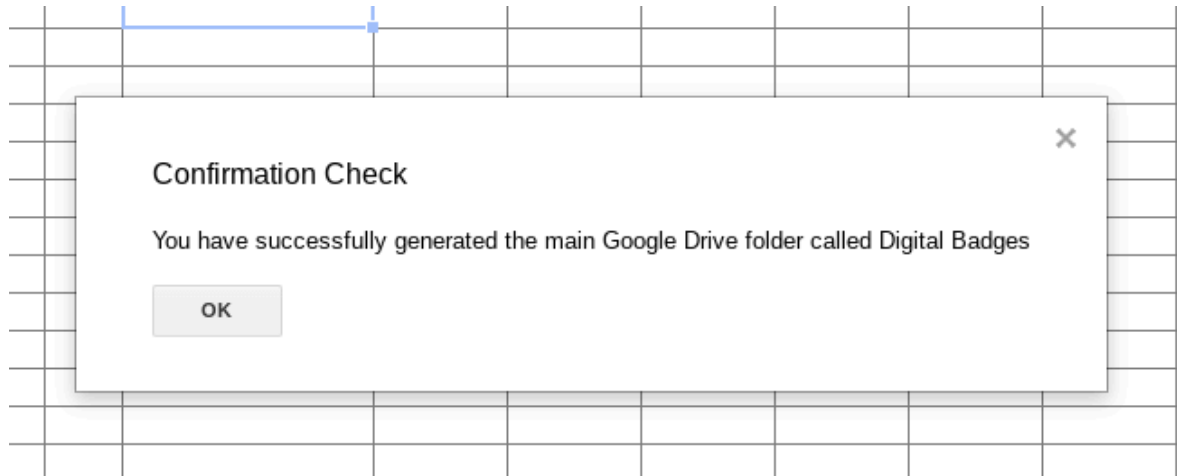 Confirmation Check
You have successfully generated the main Google Drive folder called Digital Badges
OK